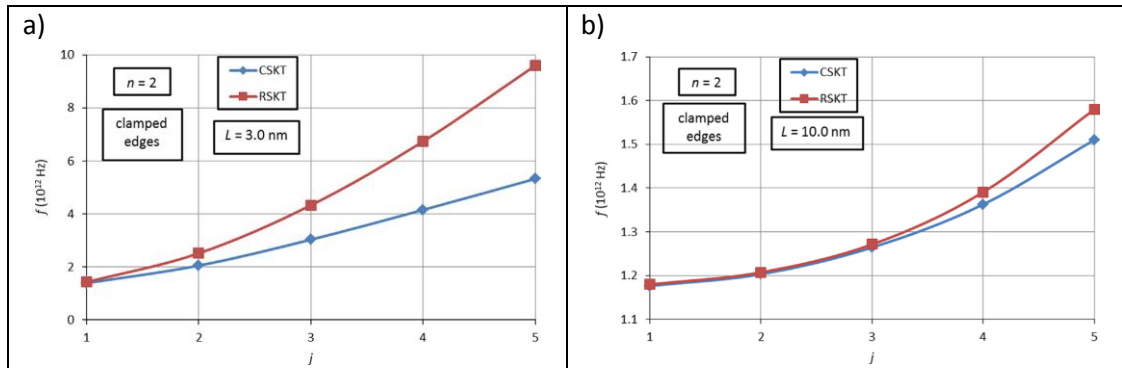 a)
10
8
6
4
2
0
f (10¹² Hz)
n = 2
clamped
edges
CSKT
RSKT
L = 3.0 nm
1 2 3 4 5
j
b)
1.7
1.6
1.5
1.4
1.3
1.2
1.1
f (10¹² Hz)
n = 2
clamped
edges
CSKT
RSKT
L = 10.0 nm
1 2 3 4 5
j